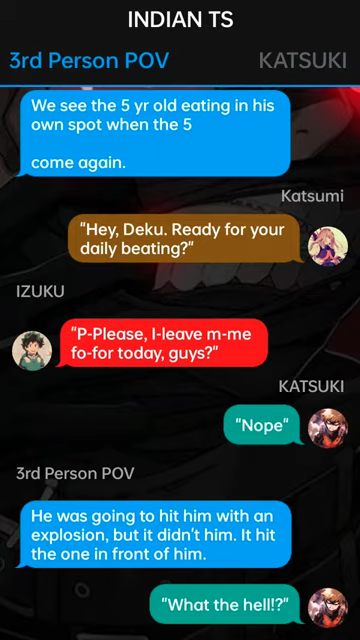 INDIAN TS
3rd Person POV
KATSUKI
We see the 5 yr old eating in his
own spot when the 5
come again.
Katsumi
"Hey, Deku. Ready for your
daily beating?"
IZUKU
"P-Please, I-leave m-me
fo-for today, guys?"
KATSUKI
"Nope"
3rd Person POV
He was going to hit him with an
explosion, but it didn't him. It hit
the one in front of him.
"What the hell!?"